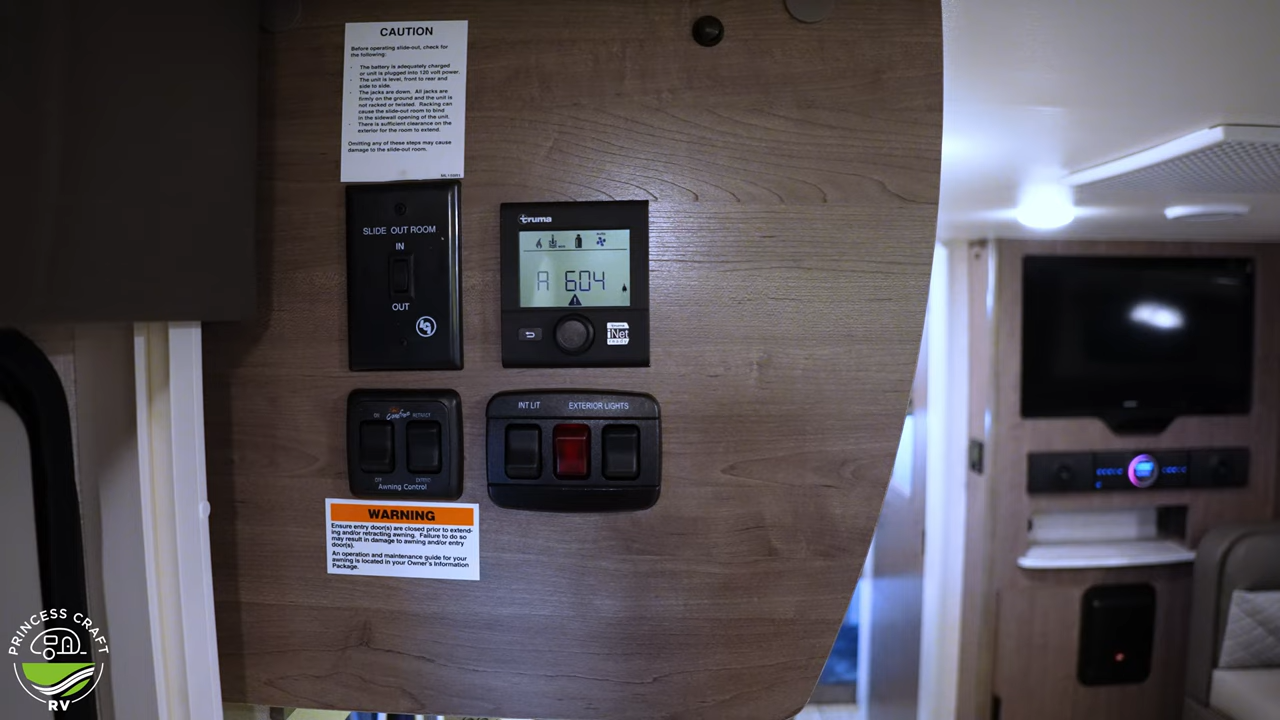 CAUTION
Before operating slide-out, check for
the following:
- The battery is adequately charged
or unit is plugged into 120 volt power.
- The unit is level, front to rear and
side to side.
- The jacks are down. All jacks are
firmly on the ground and the unit is
not racked or twisted. Racking can
cause the slide-out room to bind
in the sidewall opening of the unit.
- There is sufficient clearance on the
exterior for the room to extend.
Omitting any of these steps may cause
damage to the slide-out room.
SLIDE OUT ROOM
IN
OUT
truma
A 604
iNet
ready
ON
RETRACT
OFF
EXTEND
Awning Control
INT LIT
EXTERIOR LIGHTS
WARNING
Ensure entry door(s) are closed prior to extend-
ing and/or retracting awning. Failure to do so
may result in damage to awning and/or entry
door(s).
An operation and maintenance guide for your
awning is located in your Owner's Information
Package.
PRINCESS CRAFT
RV